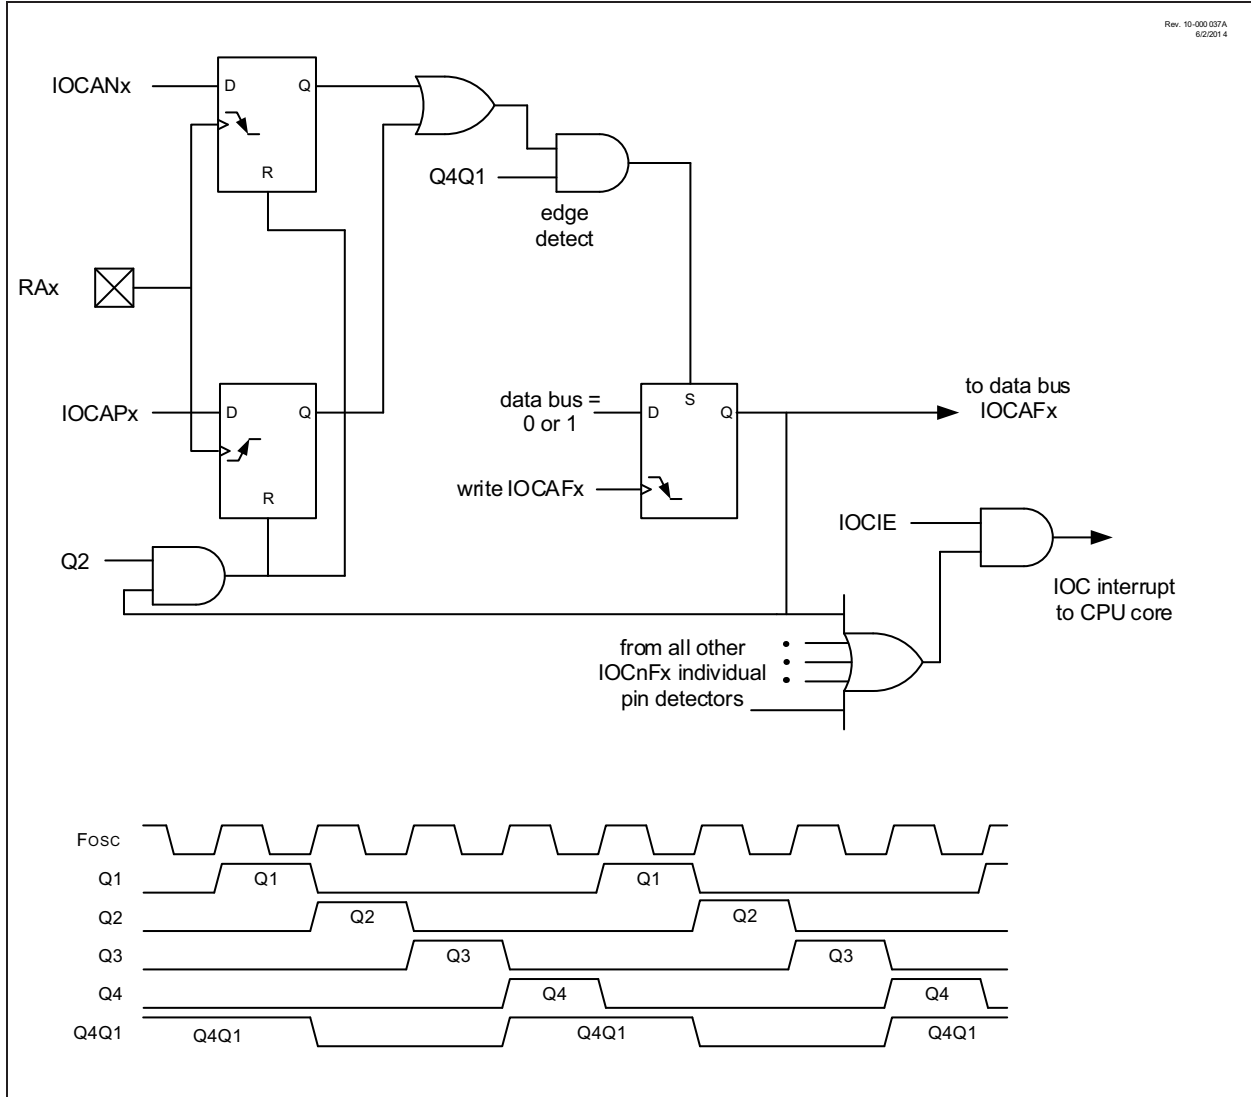 Rev. 10-000 037A
6/2/2014
IOCANx
D
Q
R
Q4Q1
edge
detect
RAx
IOCAPx
D
Q
R
data bus =
0 or 1
D
S
Q
to data bus
IOCAFx
write IOCAFx
IOCIE
Q2
IOC interrupt
to CPU core
from all other
IOCnFx individual
pin detectors
FOSC
Q1
Q1
Q1
Q2
Q2
Q2
Q3
Q3
Q3
Q4
Q4
Q4
Q4Q1
Q4Q1
Q4Q1
Q4Q1